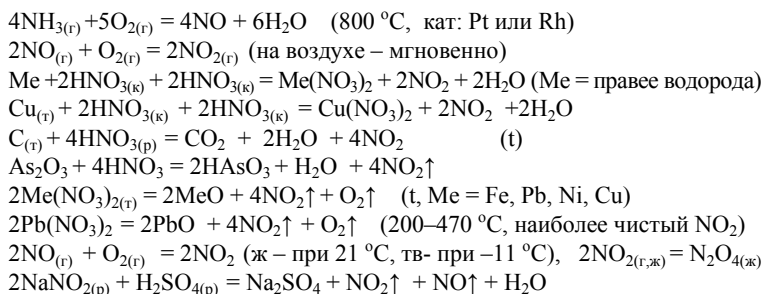 4NH₃₍г₎ +5O₂₍г₎ = 4NO + 6H₂O (800 °C, кат: Pt или Rh)
2NO₍г₎ + O₂₍г₎ = 2NO₂₍г₎ (на воздухе – мгновенно)
Me +2HNO₃₍к₎ + 2HNO₃₍к₎ = Me(NO₃)₂ + 2NO₂ + 2H₂O (Me = правее водорода)
Cu₍т₎ + 2HNO₃₍к₎ + 2HNO₃₍к₎ = Cu(NO₃)₂ + 2NO₂ +2H₂O
C₍т₎ + 4HNO₃₍р₎ = CO₂ + 2H₂O + 4NO₂ (t)
As₂O₃ + 4HNO₃ = 2HAsO₃ + H₂O + 4NO₂↑
2Me(NO₃)₂₍т₎ = 2MeO + 4NO₂↑ + O₂↑ (t, Me = Fe, Pb, Ni, Cu)
2Pb(NO₃)₂ = 2PbO + 4NO₂↑ + O₂↑ (200–470 °C, наиболее чистый NO₂)
2NO₍г₎ + O₂₍г₎ = 2NO₂ (ж – при 21 °C, тв- при –11 °C), 2NO₂₍г,ж₎ = N₂O₄₍ж₎
2NaNO₂₍р₎ + H₂SO₄₍р₎ = Na₂SO₄ + NO₂↑ + NO↑ + H₂O